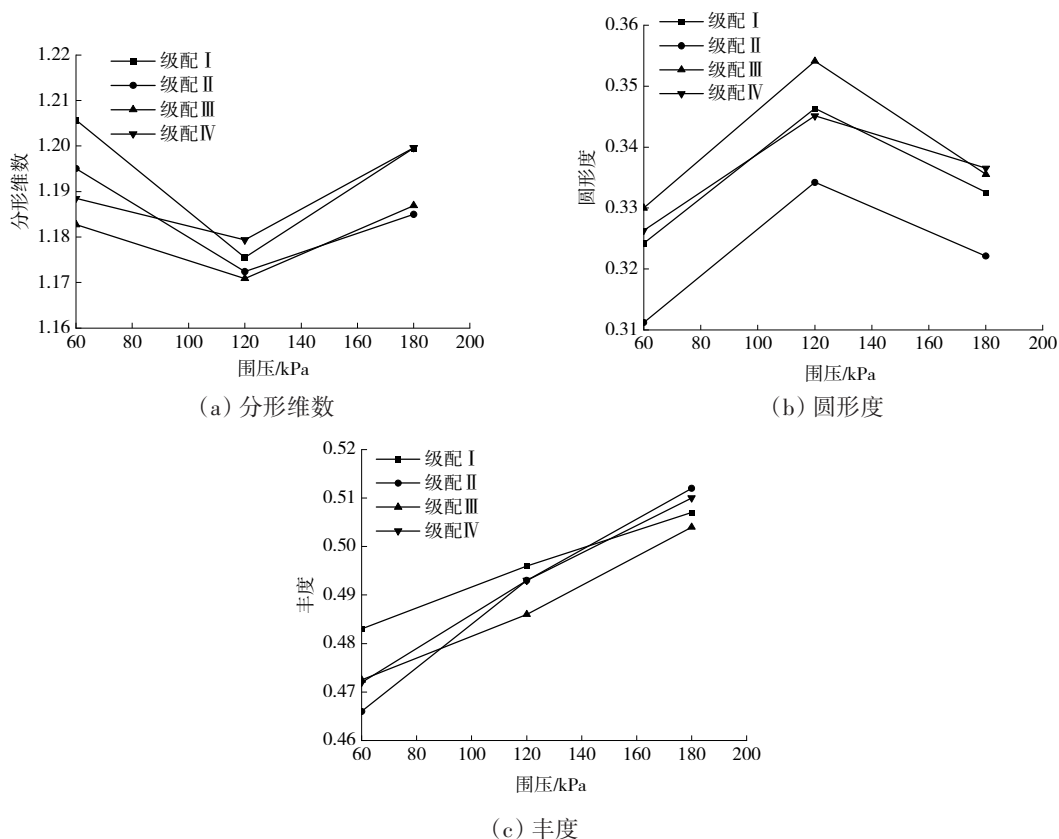 1.22
1.21
1.20
1.19
1.18
1.17
1.16
分形维数
级配Ⅰ
级配Ⅱ
级配Ⅲ
级配Ⅳ
60 80 100 120 140 160 180 200
围压/kPa
(a) 分形维数
0.36
0.35
0.34
0.33
0.32
0.31
圆形度
级配Ⅰ
级配Ⅱ
级配Ⅲ
级配Ⅳ
60 80 100 120 140 160 180 200
围压/kPa
(b) 圆形度
0.52
0.51
0.50
0.49
0.48
0.47
0.46
丰度
级配Ⅰ
级配Ⅱ
级配Ⅲ
级配Ⅳ
60 80 100 120 140 160 180 200
围压/kPa
(c) 丰度